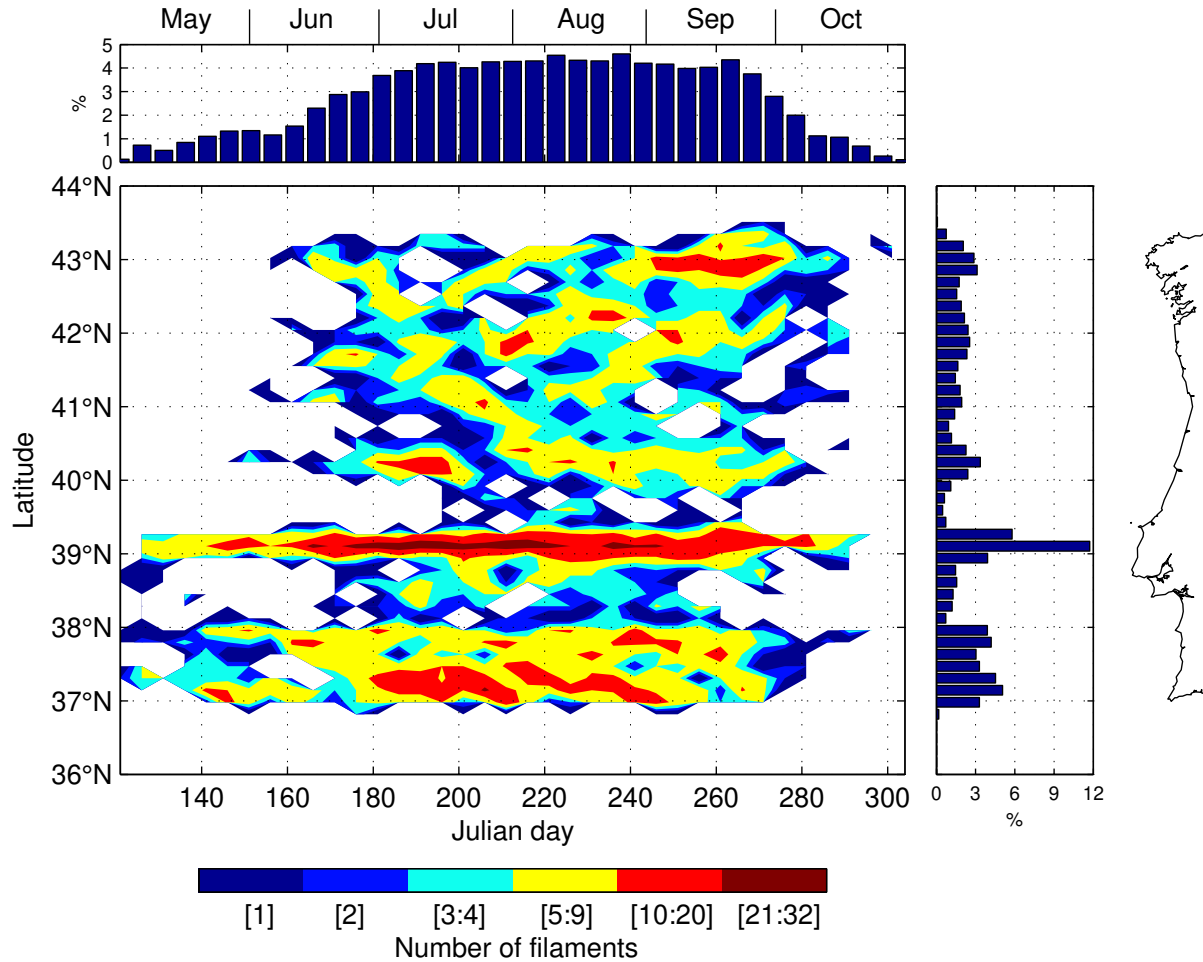 May Jun Jul Aug Sep Oct
5
4
3
2
1
0
%
44°N
43°N
42°N
41°N
40°N
39°N
38°N
37°N
36°N
Latitude
140 160 180 200 220 240 260 280 300
Julian day
0 3 6 9 12
%
[1] [2] [3:4] [5:9] [10:20] [21:32]
Number of filaments